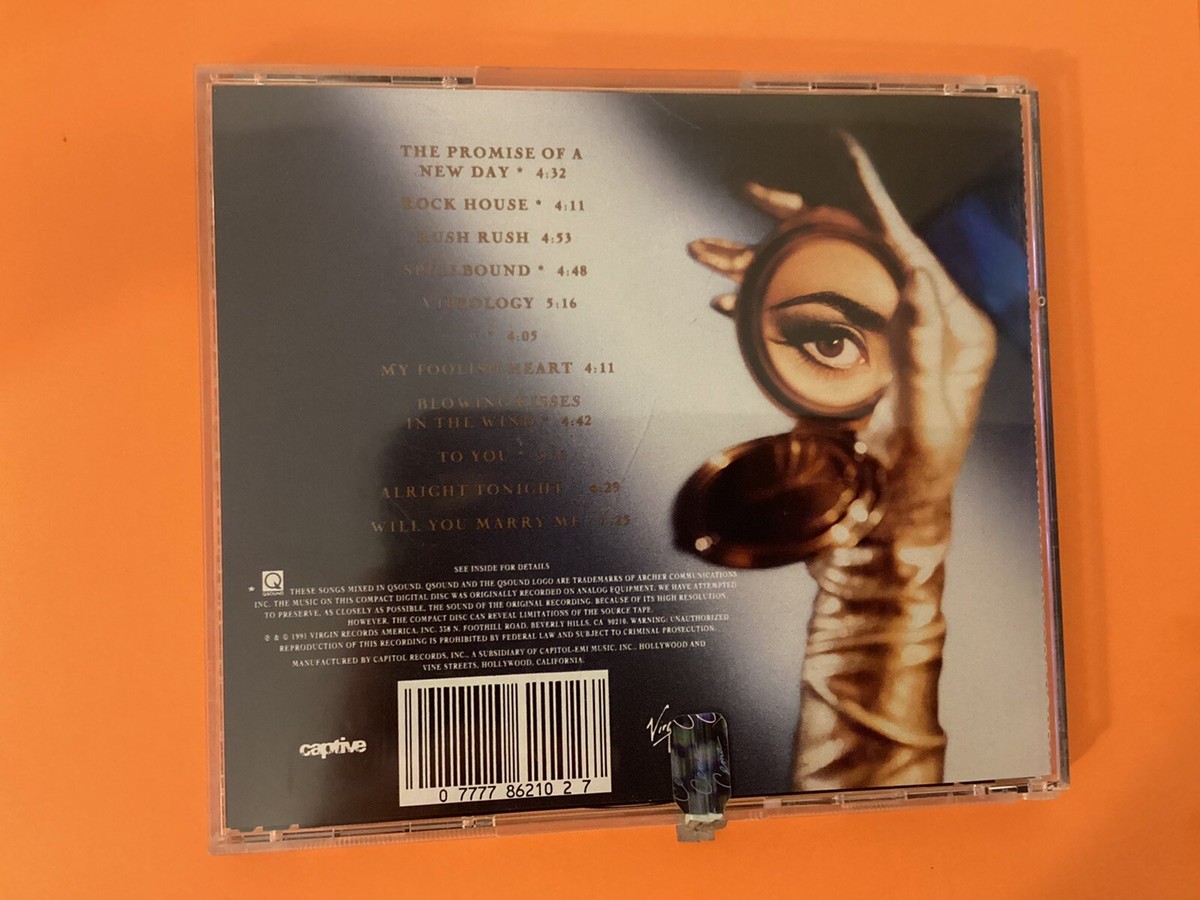 THE PROMISE OF A
NEW DAY * 4:32
ROCK HOUSE * 4:11
RUSH RUSH 4:53
SPELLBOUND * 4:48
VIBEOLOGY 5:16
* 4:05
MY FOOLISH HEART 4:11
BLOWING KISSES
IN THE WIND * 4:42
TO YOU *
ALRIGHT TONIGHT 4:29
WILL YOU MARRY ME?
SEE INSIDE FOR DETAILS
* Q QSOUND THESE SONGS MIXED IN QSOUND. QSOUND AND THE QSOUND LOGO ARE TRADEMARKS OF ARCHER COMMUNICATIONS
INC. THE MUSIC ON THIS COMPACT DIGITAL DISC WAS ORIGINALLY RECORDED ON ANALOG EQUIPMENT. WE HAVE ATTEMPTED
TO PRESERVE, AS CLOSELY AS POSSIBLE, THE SOUND OF THE ORIGINAL RECORDING. BECAUSE OF ITS HIGH RESOLUTION,
HOWEVER, THE COMPACT DISC CAN REVEAL LIMITATIONS OF THE SOURCE TAPE.
℗ & © 1991 VIRGIN RECORDS AMERICA, INC. 338 N. FOOTHILL ROAD, BEVERLY HILLS, CA 90210. WARNING: UNAUTHORIZED
REPRODUCTION OF THIS RECORDING IS PROHIBITED BY FEDERAL LAW AND SUBJECT TO CRIMINAL PROSECUTION.
MANUFACTURED BY CAPITOL RECORDS, INC., A SUBSIDIARY OF CAPITOL-EMI MUSIC, INC., HOLLYWOOD AND
VINE STREETS, HOLLYWOOD, CALIFORNIA.
captive
0 7777 86210 2 7